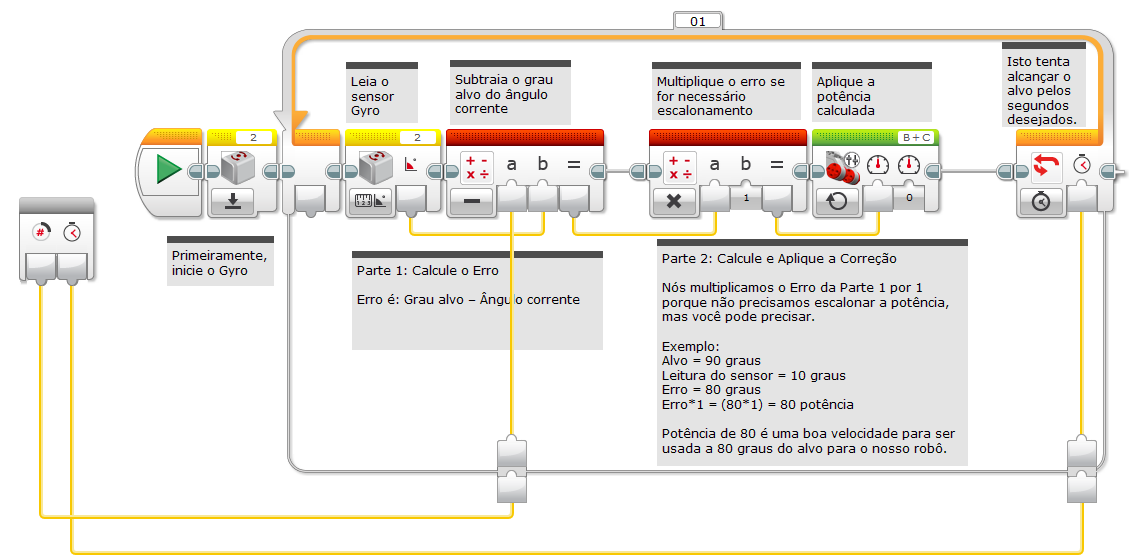 01
Leia o
sensor
Gyro
Subtraia o grau
alvo do ângulo
corrente
Multiplique o erro se
for necessário
escalonamento
Aplique a
potência
calculada
Isto tenta
alcançar o
alvo pelos
segundos
desejados.
2
2
B + C
a b =
a b =
1
0
#
123
Primeiramente,
inicie o Gyro
Parte 1: Calcule o Erro
Erro é: Grau alvo – Ângulo corrente
Parte 2: Calcule e Aplique a Correção
Nós multiplicamos o Erro da Parte 1 por 1
porque não precisamos escalonar a potência,
mas você pode precisar.
Exemplo:
Alvo = 90 graus
Leitura do sensor = 10 graus
Erro = 80 graus
Erro*1 = (80*1) = 80 potência
Potência de 80 é uma boa velocidade para ser
usada a 80 graus do alvo para o nosso robô.